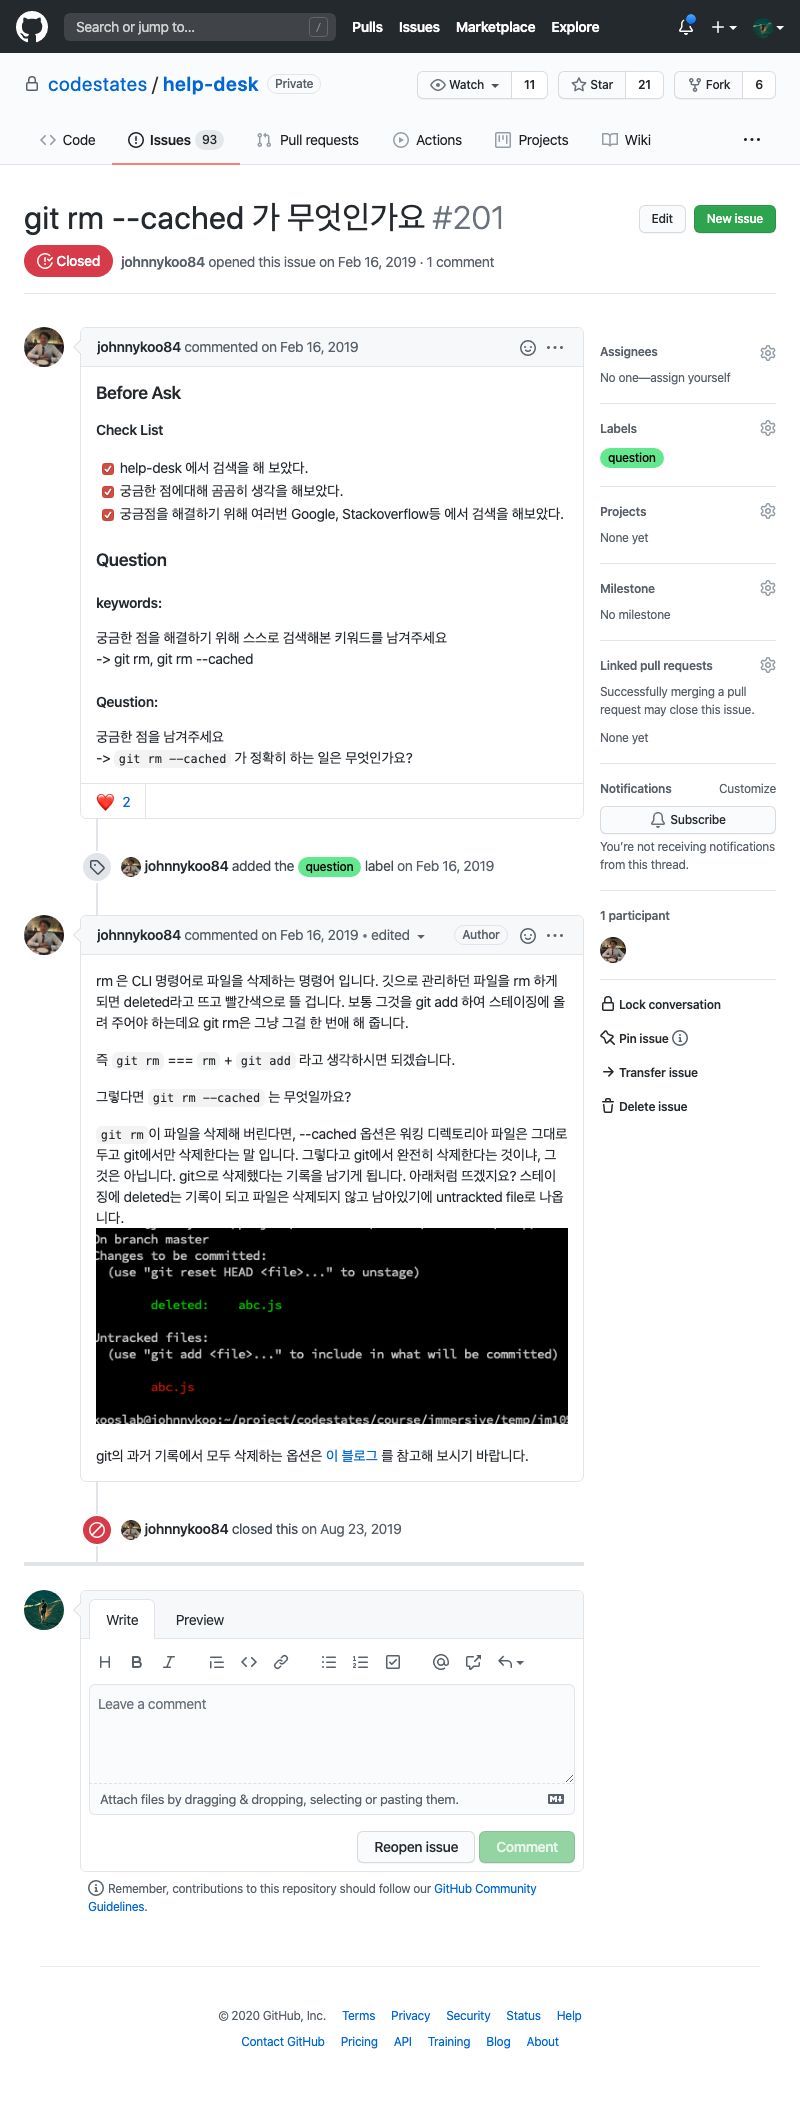 Search or jump to...
/
Pulls
Issues
Marketplace
Explore
codestates / help-desk
Private
Watch
11
Star
21
Fork
6
Code
Issues 93
Pull requests
Actions
Projects
Wiki
git rm --cached 가 무엇인가요 #201
Edit
New issue
Closed
johnnykoo84 opened this issue on Feb 16, 2019 · 1 comment
johnnykoo84 commented on Feb 16, 2019
Before Ask
Check List
help-desk 에서 검색을 해 보았다.
궁금한 점에대해 곰곰히 생각을 해보았다.
궁금점을 해결하기 위해 여러번 Google, Stackoverflow등 에서 검색을 해보았다.
Question
keywords:
궁금한 점을 해결하기 위해 스스로 검색해본 키워드를 남겨주세요
-> git rm, git rm --cached
Qeustion:
궁금한 점을 남겨주세요
-> git rm --cached 가 정확히 하는 일은 무엇인가요?
2
johnnykoo84 added the question label on Feb 16, 2019
johnnykoo84 commented on Feb 16, 2019 • edited
Author
rm 은 CLI 명령어로 파일을 삭제하는 명령어 입니다. 깃으로 관리하던 파일을 rm 하게
되면 deleted라고 뜨고 빨간색으로 뜰 겁니다. 보통 그것을 git add 하여 스테이징에 올
려 주어야 하는데요 git rm은 그냥 그걸 한 번애 해 줍니다.
즉 git rm === rm + git add 라고 생각하시면 되겠습니다.
그렇다면 git rm --cached 는 무엇일까요?
git rm 이 파일을 삭제해 버린다면, --cached 옵션은 워킹 디렉토리아 파일은 그대로
두고 git에서만 삭제한다는 말 입니다. 그렇다고 git에서 완전히 삭제한다는 것이냐, 그
것은 아닙니다. git으로 삭제했다는 기록을 남기게 됩니다. 아래처럼 뜨겠지요? 스테이
징에 deleted는 기록이 되고 파일은 삭제되지 않고 남아있기에 untrackted file로 나옵
니다.
On branch master
Changes to be committed:
(use "git reset HEAD <file>..." to unstage)
deleted: abc.js
Untracked files:
(use "git add <file>..." to include in what will be committed)
abc.js
kooslab@johnnykoo:~/project/codestates/course/immersive/temp/im10
git의 과거 기록에서 모두 삭제하는 옵션은 이 블로그 를 참고해 보시기 바랍니다.
johnnykoo84 closed this on Aug 23, 2019
Write
Preview
Leave a comment
Attach files by dragging & dropping, selecting or pasting them.
Reopen issue
Comment
Remember, contributions to this repository should follow our GitHub Community
Guidelines.
Assignees
No one—assign yourself
Labels
question
Projects
None yet
Milestone
No milestone
Linked pull requests
Successfully merging a pull
request may close this issue.
None yet
Notifications
Customize
Subscribe
You're not receiving notifications
from this thread.
1 participant
Lock conversation
Pin issue
Transfer issue
Delete issue
© 2020 GitHub, Inc.
Terms
Privacy
Security
Status
Help
Contact GitHub
Pricing
API
Training
Blog
About